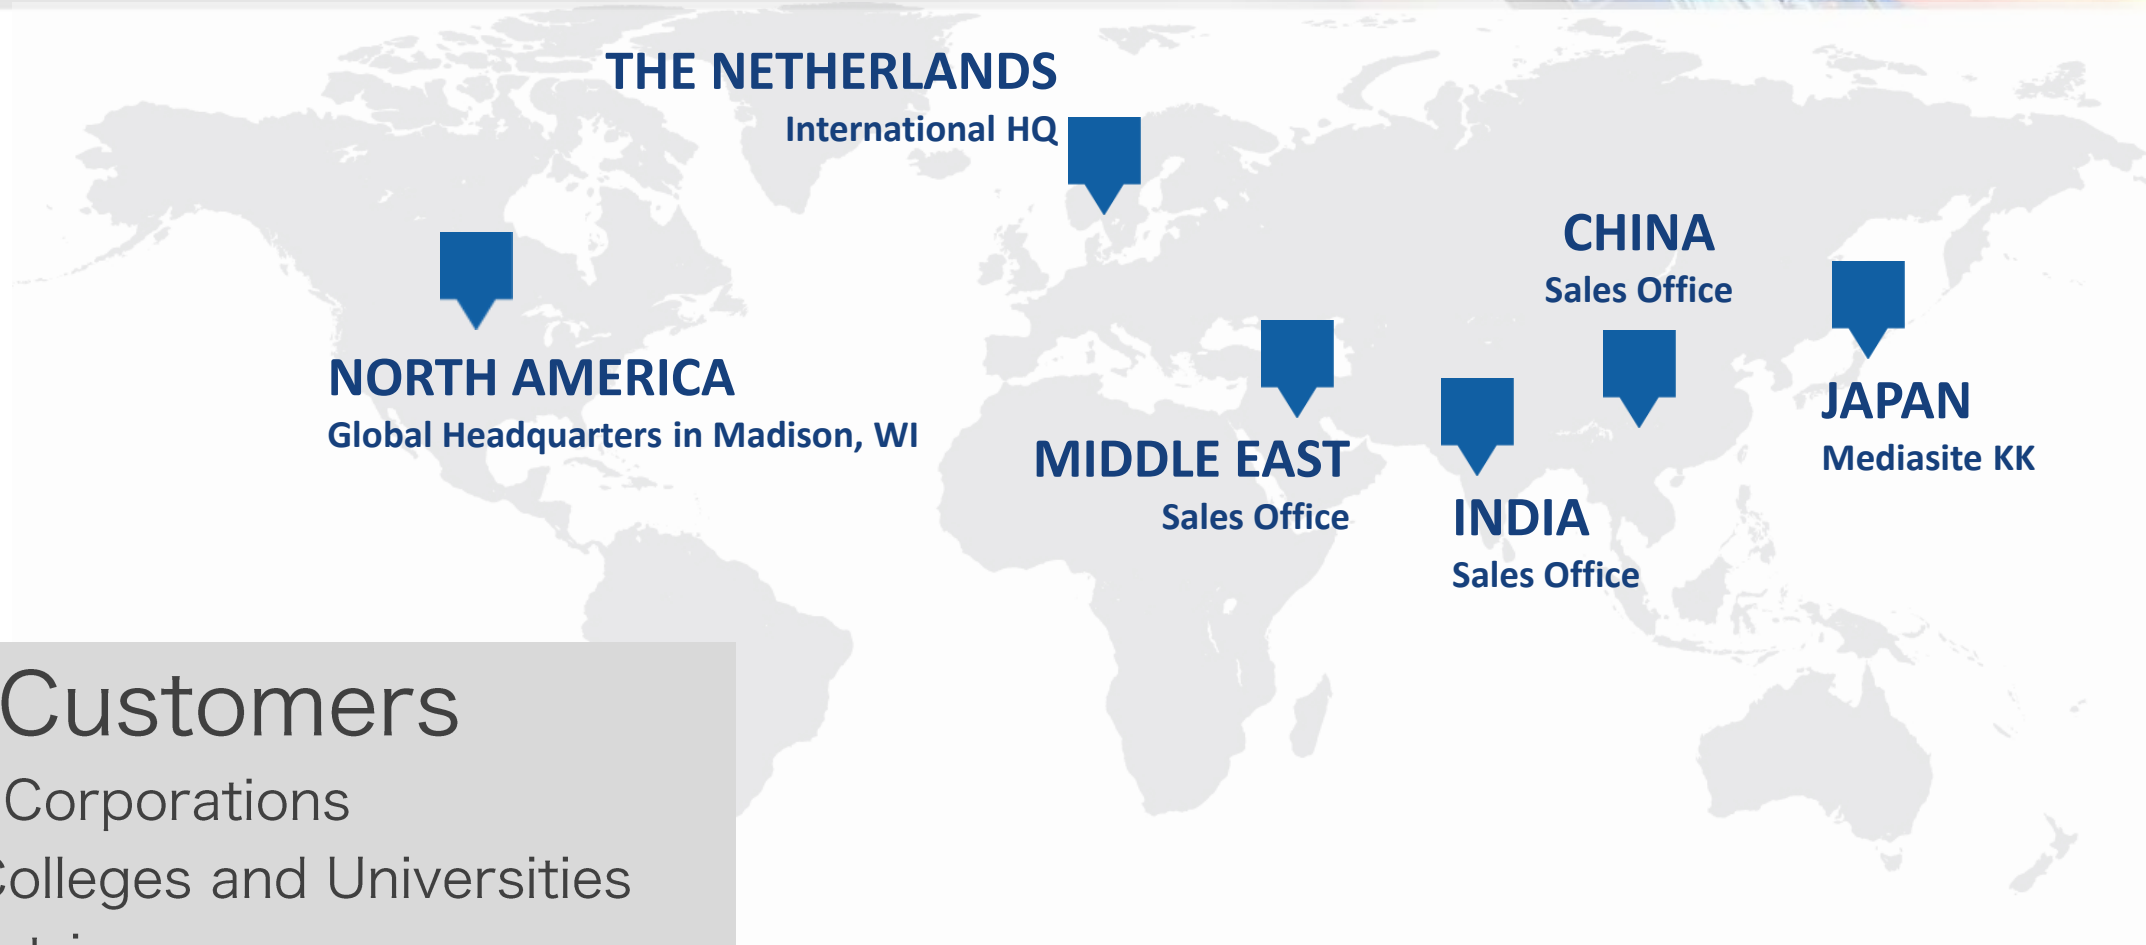 THE NETHERLANDS
International HQ
CHINA
Sales Office
NORTH AMERICA
Global Headquarters in Madison, WI
JAPAN
Mediasite KK
MIDDLE EAST
Sales Office
INDIA
Sales Office
Customers
Corporations
Colleges and Universities